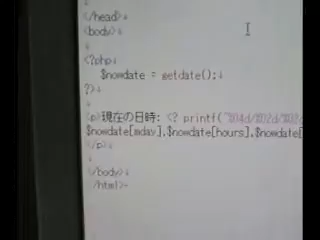 </head>
<body>
<?php
$nowdate = getdate();
?>
<p>現在の日時: <? printf("%04d/%02d/%02d
$nowdate[mday],$nowdate[hours],$nowdate[
</p>
</body>
/html>